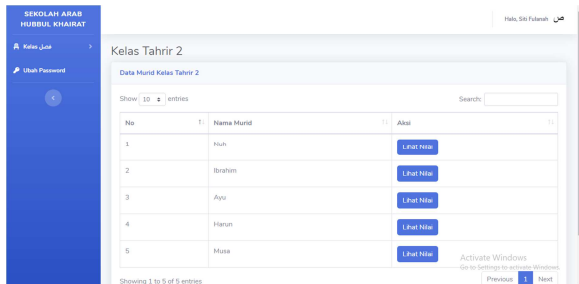 SEKOLAH ARAB
HUBBUL KHAIRAT
Halo, Siti Fulanah ص
Kelas فصل
Ubah Password
Kelas Tahrir 2
Data Murid Kelas Tahrir 2
Show 10 entries
Search:
No Nama Murid Aksi
1 Nuh Lihat Nilai
2 Ibrahim Lihat Nilai
3 Ayu Lihat Nilai
4 Harun Lihat Nilai
5 Musa Lihat Nilai
Activate Windows
Go to Settings to activate Windows.
Showing 1 to 5 of 5 entries
Previous 1 Next